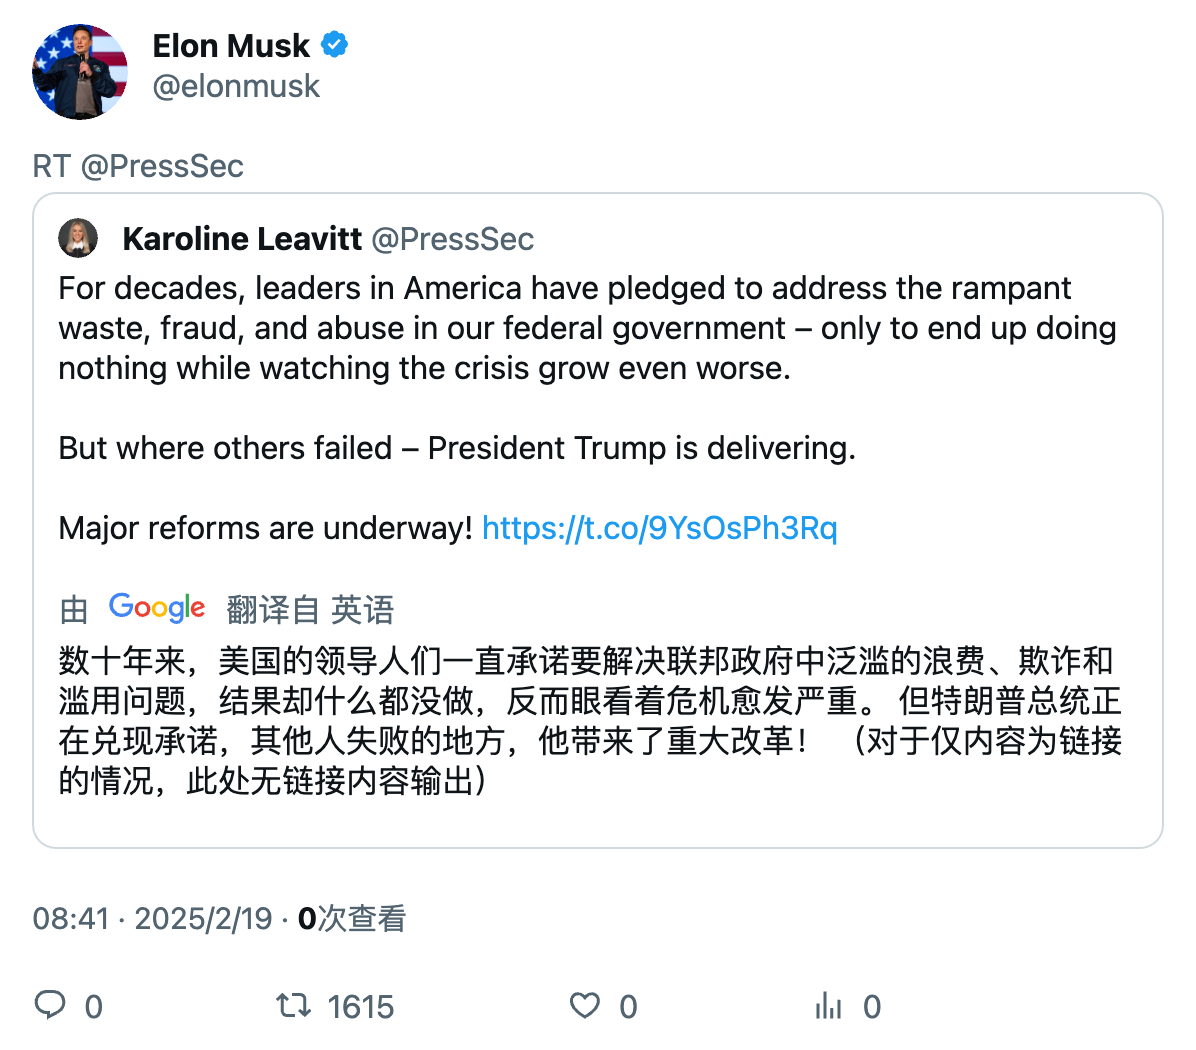 Elon Musk
@elonmusk
RT @PressSec
Karoline Leavitt @PressSec
For decades, leaders in America have pledged to address the rampant
waste, fraud, and abuse in our federal government – only to end up doing
nothing while watching the crisis grow even worse.
But where others failed – President Trump is delivering.
Major reforms are underway! https://t.co/9YsOsPh3Rq
由 Google 翻译自 英语
数十年来，美国的领导人们一直承诺要解决联邦政府中泛滥的浪费、欺诈和
滥用问题，结果却什么都没做，反而眼看着危机愈发严重。 但特朗普总统正
在兑现承诺，其他人失败的地方，他带来了重大改革！ （对于仅内容为链接
的情况，此处无链接内容输出）
08:41 · 2025/2/19 · 0次查看
0 1615 0 0